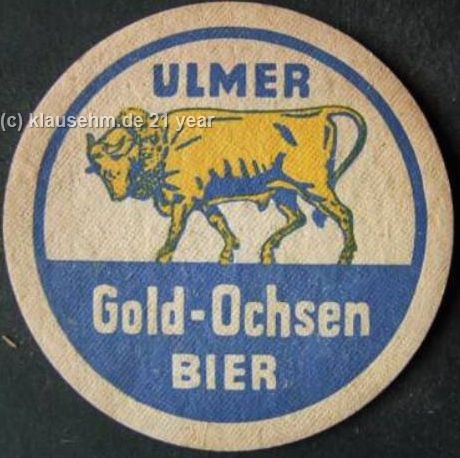 ULMER
(c) klausehm.de 21 year
Gold-Ochsen
BIER